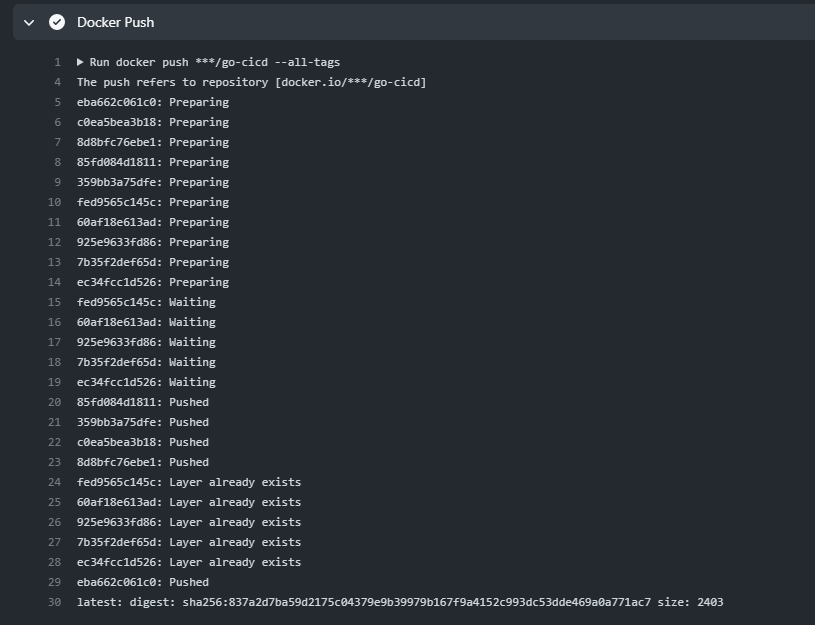 Docker Push
1 Run docker push ***/go-cicd --all-tags
4 The push refers to repository [docker.io/***/go-cicd]
5 eba662c061c0: Preparing
6 c0ea5bea3b18: Preparing
7 8d8bfc76ebe1: Preparing
8 85fd084d1811: Preparing
9 359bb3a75dfe: Preparing
10 fed9565c145c: Preparing
11 60af18e613ad: Preparing
12 925e9633fd86: Preparing
13 7b35f2def65d: Preparing
14 ec34fcc1d526: Preparing
15 fed9565c145c: Waiting
16 60af18e613ad: Waiting
17 925e9633fd86: Waiting
18 7b35f2def65d: Waiting
19 ec34fcc1d526: Waiting
20 85fd084d1811: Pushed
21 359bb3a75dfe: Pushed
22 c0ea5bea3b18: Pushed
23 8d8bfc76ebe1: Pushed
24 fed9565c145c: Layer already exists
25 60af18e613ad: Layer already exists
26 925e9633fd86: Layer already exists
27 7b35f2def65d: Layer already exists
28 ec34fcc1d526: Layer already exists
29 eba662c061c0: Pushed
30 latest: digest: sha256:837a2d7ba59d2175c04379e9b39979b167f9a4152c993dc53dde469a0a771ac7 size: 2403